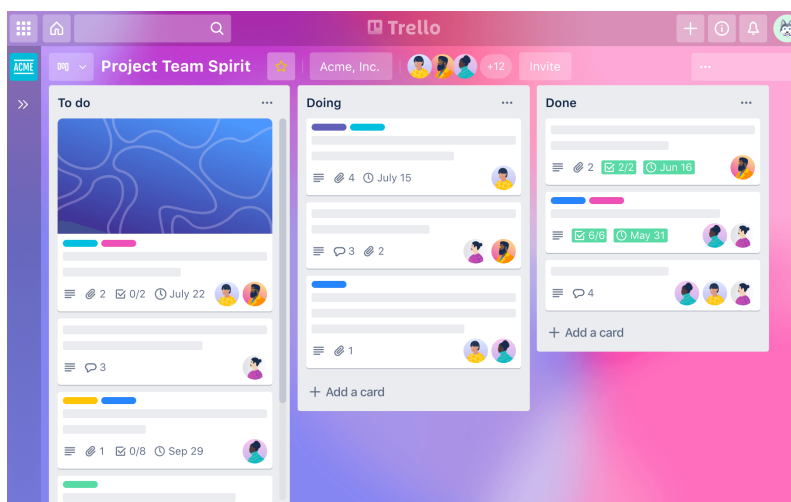 Trello
ACME
Project Team Spirit
Acme, Inc.
+12
Invite
To do
2
0/2
July 22
3
1
0/8
Sep 29
Doing
4
July 15
3
2
1
+ Add a card
Done
2
2/2
Jun 16
6/6
May 31
4
+ Add a card